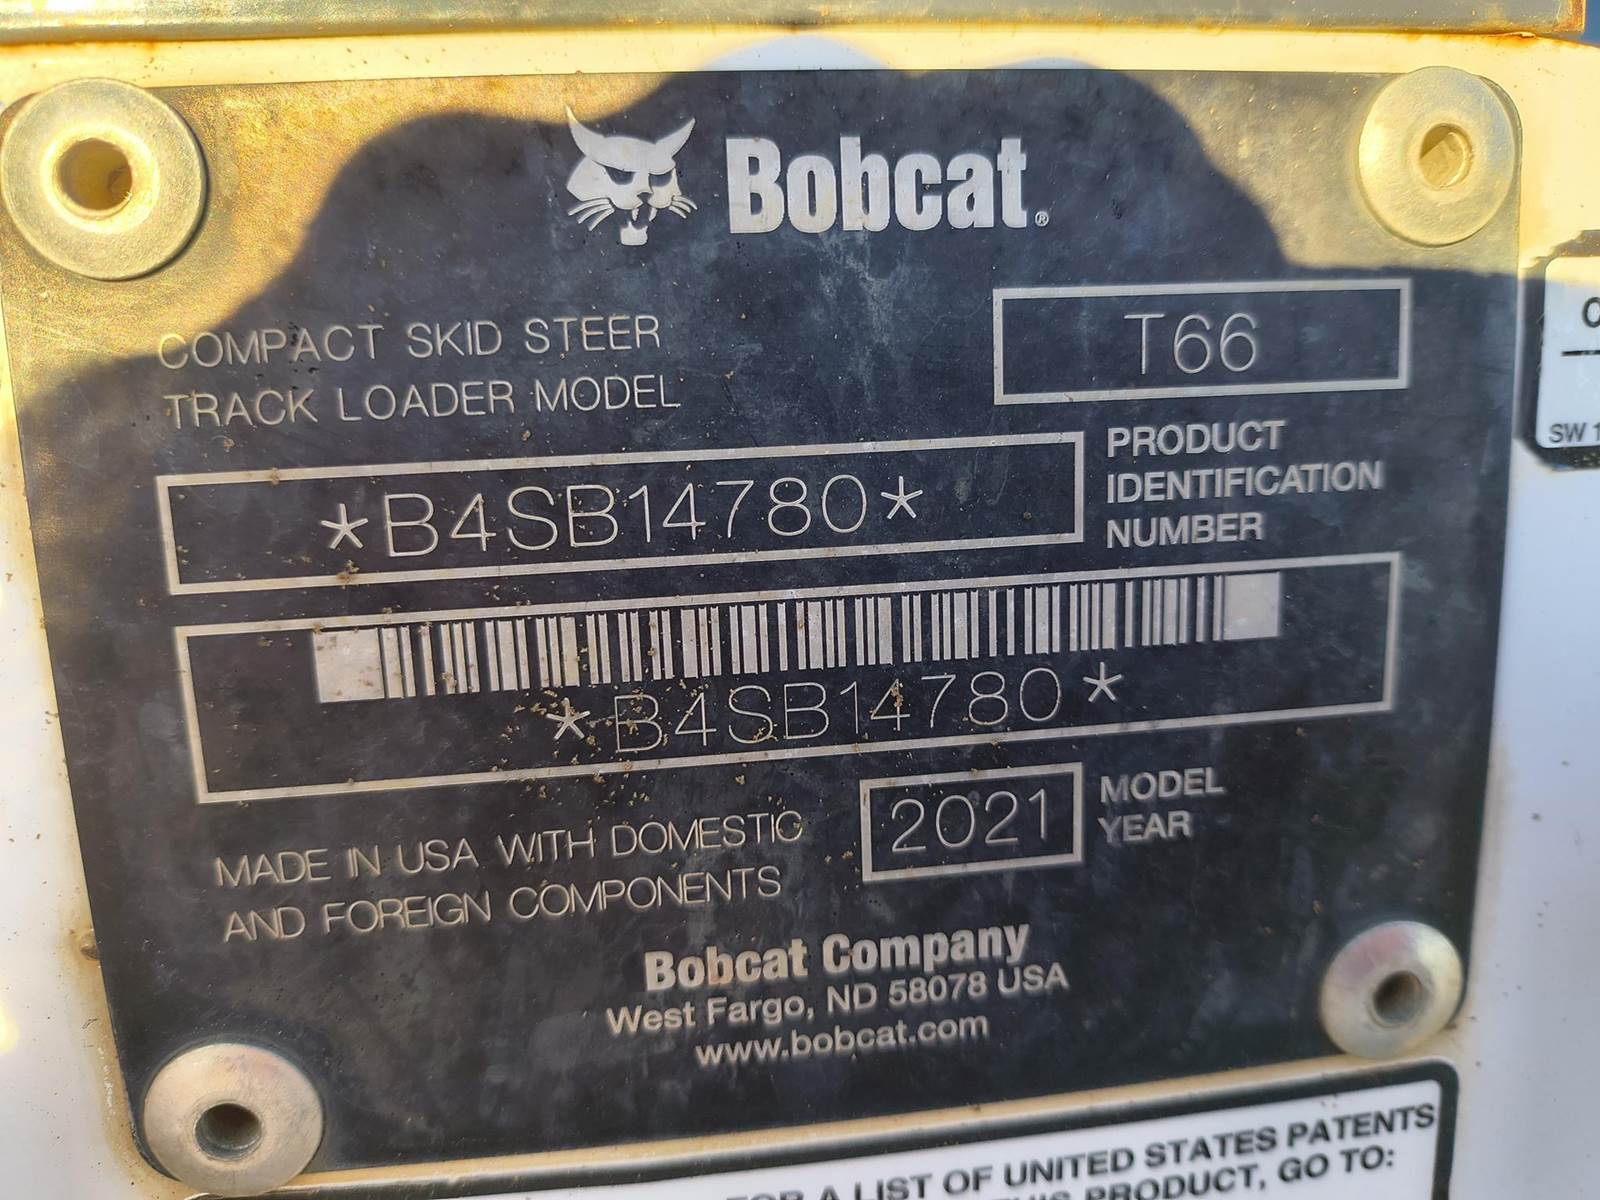 Bobcat®
COMPACT SKID STEER
TRACK LOADER MODEL
T66
*B4SB14780*
PRODUCT
IDENTIFICATION
NUMBER
*B4SB14780*
MADE IN USA WITH DOMESTIC
AND FOREIGN COMPONENTS
2021
MODEL
YEAR
Bobcat Company
West Fargo, ND 58078 USA
www.bobcat.com
SW 1
FOR A LIST OF UNITED STATES PATENTS
THIS PRODUCT, GO TO: